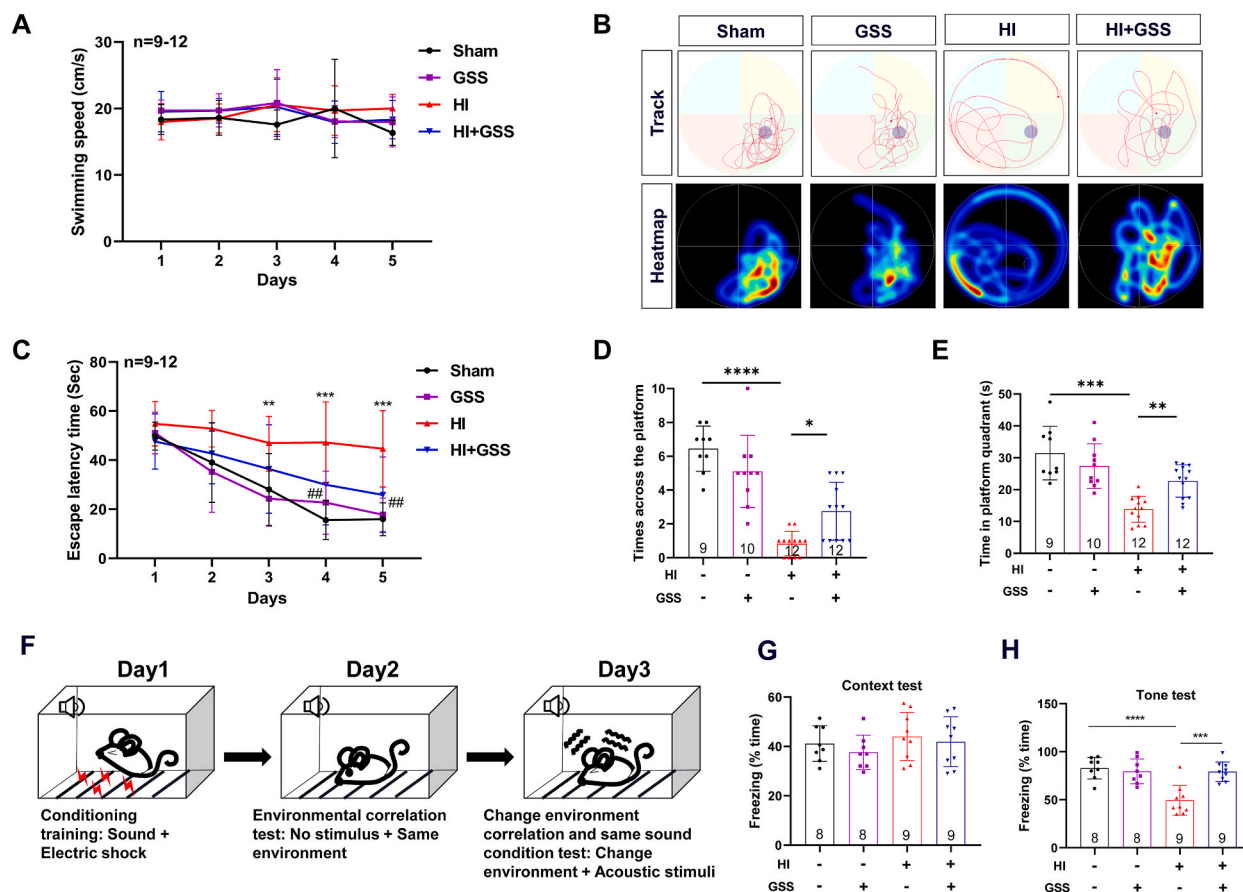 A
n=9-12
Swimming speed (cm/s)
30
20
10
0
1 2 3 4 5
Days
Sham
GSS
HI
HI+GSS
B
Sham GSS HI HI+GSS
Track
Heatmap
C
n=9-12
Escape latency time (Sec)
80
60
40
20
0
** *** ***
## ##
1 2 3 4 5
Days
Sham
GSS
HI
HI+GSS
D
Times across the platform
10
8
6
4
2
0
****
*
9 10 12 12
HI - - + +
GSS - + - +
E
Time in platform quadrant (s)
50
40
30
20
10
0
***
**
9 10 12 12
HI - - + +
GSS - + - +
F
Day1 Day2 Day3
Conditioning
training: Sound +
Electric shock
Environmental correlation
test: No stimulus + Same
environment
Change environment
correlation and same sound
condition test: Change
environment + Acoustic stimuli
G
Context test
Freezing (% time)
60
40
20
0
8 8 9 9
HI - - + +
GSS - + - +
H
Tone test
Freezing (% time)
150
100
50
0
****
***
8 8 9 9
HI - - + +
GSS - + - +